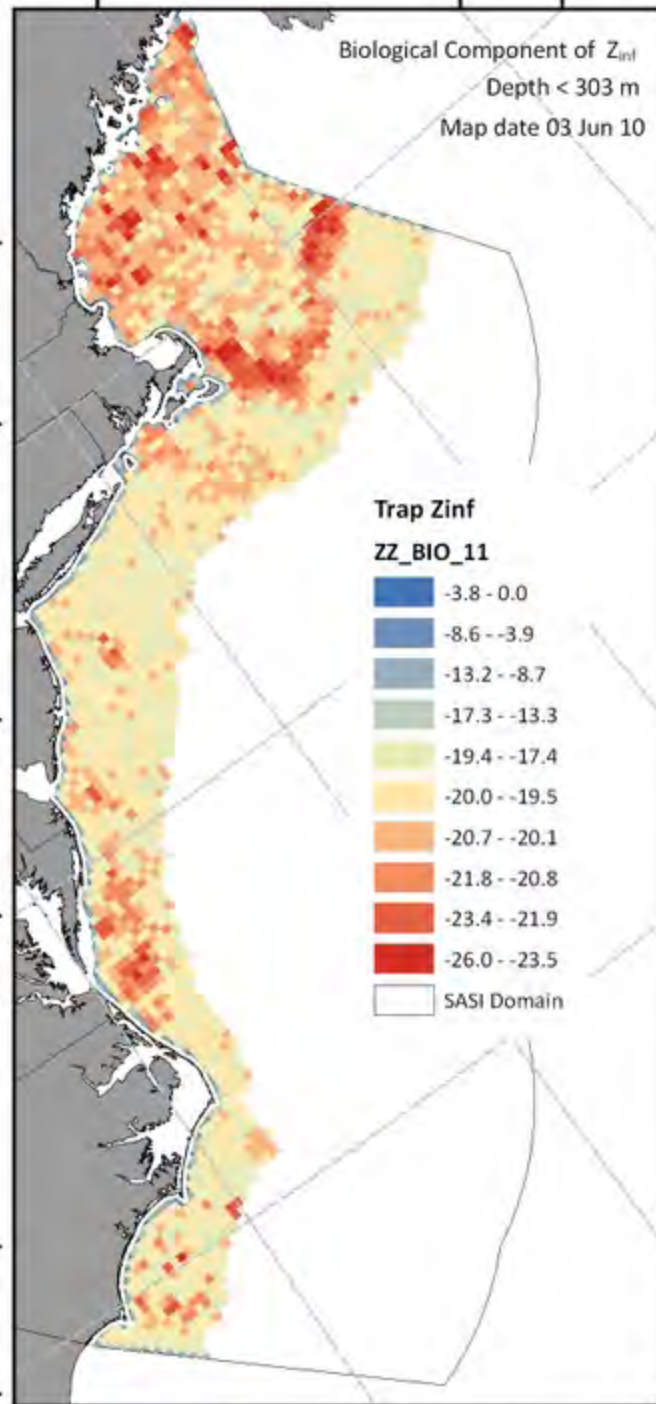 Biological Component of Zinf
Depth < 303 m
Map date 03 Jun 10
Trap Zinf
ZZ_BIO_11
-3.8 - 0.0
-8.6 - -3.9
-13.2 - -8.7
-17.3 - -13.3
-19.4 - -17.4
-20.0 - -19.5
-20.7 - -20.1
-21.8 - -20.8
-23.4 - -21.9
-26.0 - -23.5
SASI Domain